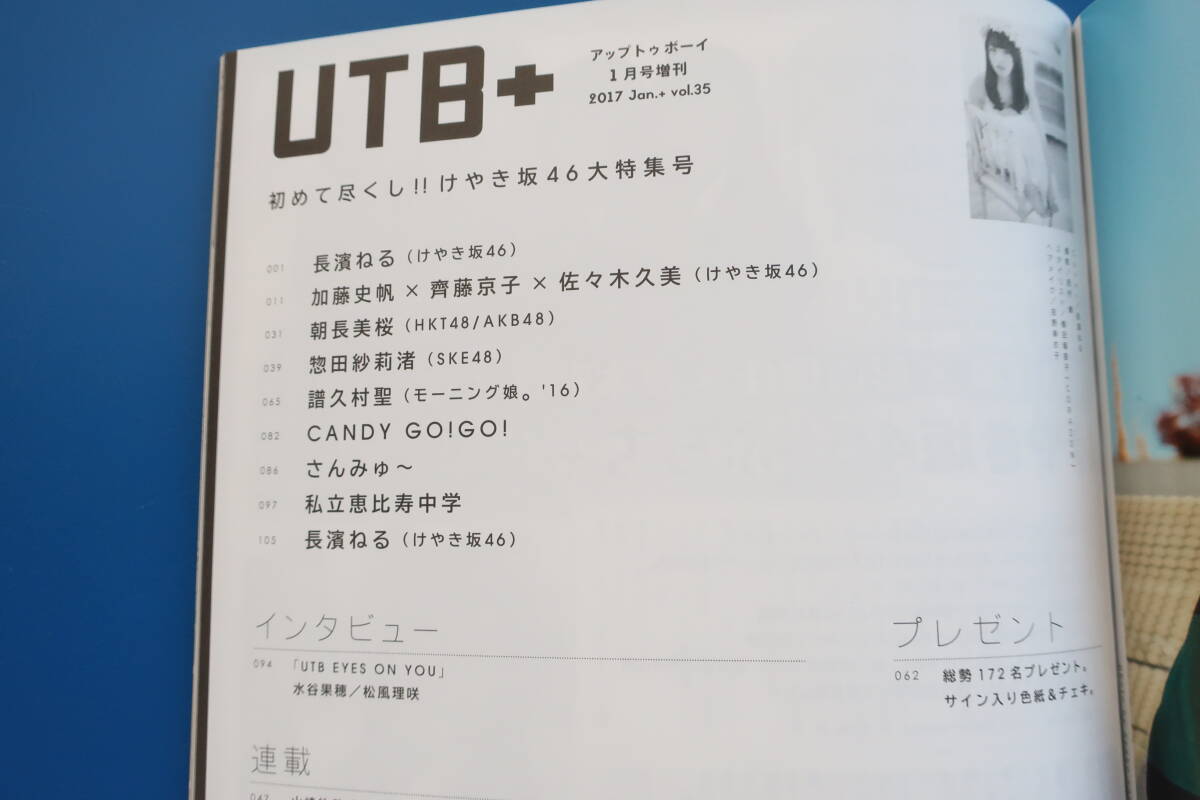 UTB+
アップトゥボーイ
1月号増刊
2017 Jan.+ vol.35
初めて尽くし!!けやき坂46大特集号
001 長濱ねる（けやき坂46）
011 加藤史帆 × 齊藤京子 × 佐々木久美（けやき坂46）
031 朝長美桜（HKT48/AKB48）
039 惣田紗莉渚（SKE48）
065 譜久村聖（モーニング娘。'16）
082 CANDY GO!GO!
086 さんみゅ〜
097 私立恵比寿中学
105 長濱ねる（けやき坂46）
インタビュー
094 「UTB EYES ON YOU」
水谷果穂／松風理咲
プレゼント
062 総勢172名プレゼント。
サイン入り色紙＆チェキ。
連載